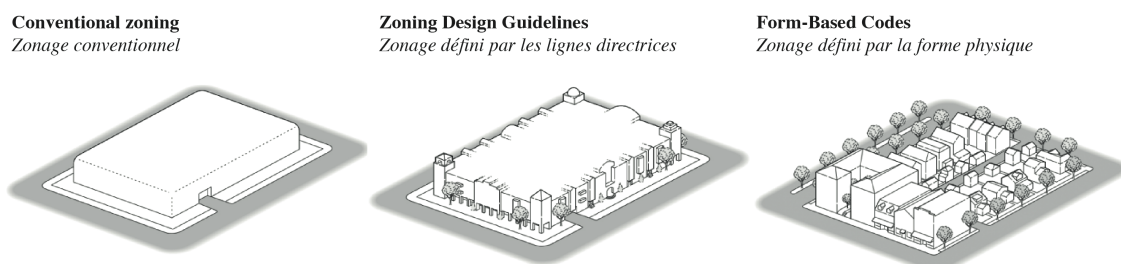 Conventional zoning
Zonage conventionnel
Zoning Design Guidelines
Zonage défini par les lignes directrices
Form-Based Codes
Zonage défini par la forme physique